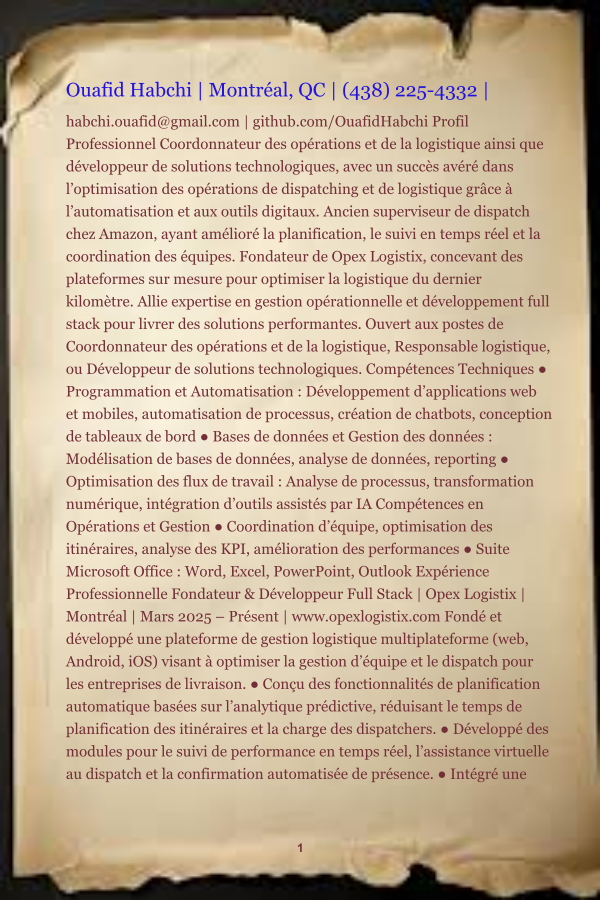 Ouafid Habchi | Montréal, QC | (438) 225-4332 |
habchi.ouafid@gmail.com | github.com/OuafidHabchi Profil
Professionnel Coordonnateur des opérations et de la logistique ainsi que
développeur de solutions technologiques, avec un succès avéré dans
l’optimisation des opérations de dispatching et de logistique grâce à
l’automatisation et aux outils digitaux. Ancien superviseur de dispatch
chez Amazon, ayant amélioré la planification, le suivi en temps réel et la
coordination des équipes. Fondateur de Opex Logistix, concevant des
plateformes sur mesure pour optimiser la logistique du dernier
kilomètre. Allie expertise en gestion opérationnelle et développement full
stack pour livrer des solutions performantes. Ouvert aux postes de
Coordonnateur des opérations et de la logistique, Responsable logistique,
ou Développeur de solutions technologiques. Compétences Techniques ●
Programmation et Automatisation : Développement d’applications web
et mobiles, automatisation de processus, création de chatbots, conception
de tableaux de bord ● Bases de données et Gestion des données :
Modélisation de bases de données, analyse de données, reporting ●
Optimisation des flux de travail : Analyse de processus, transformation
numérique, intégration d’outils assistés par IA Compétences en
Opérations et Gestion ● Coordination d’équipe, optimisation des
itinéraires, analyse des KPI, amélioration des performances ● Suite
Microsoft Office : Word, Excel, PowerPoint, Outlook Expérience
Professionnelle Fondateur & Développeur Full Stack | Opex Logistix |
Montréal | Mars 2025 – Présent | www.opexlogistix.com Fondé et
développé une plateforme de gestion logistique multiplateforme (web,
Android, iOS) visant à optimiser la gestion d’équipe et le dispatch pour
les entreprises de livraison. ● Conçu des fonctionnalités de planification
automatique basées sur l’analytique prédictive, réduisant le temps de
planification des itinéraires et la charge des dispatchers. ● Développé des
modules pour le suivi de performance en temps réel, l’assistance virtuelle
au dispatch et la confirmation automatisée de présence. ● Intégré une
1